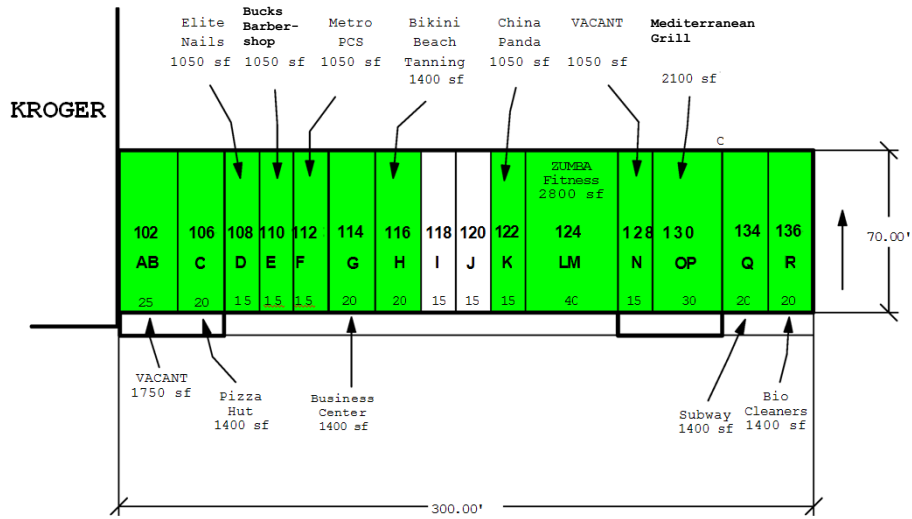 Elite
Nails
1050 sf
Bucks
Barber-
shop
1050 sf
Metro
PCS
1050 sf
Bikini
Beach
Tanning
1400 sf
China
Panda
1050 sf
VACANT
1050 sf
Mediterranean
Grill
2100 sf
KROGER
C
ZUMBA
Fitness
2800 sf
102 106 108 110 112 114 116 118 120 122 124 128 130 134 136
AB C D E F G H I J K LM N OP Q R
25 20 15 15 15 20 20 15 15 15 4C 15 30 2C 20
70.00'
VACANT
1750 sf
Pizza
Hut
1400 sf
Business
Center
1400 sf
Subway
1400 sf
Bio
Cleaners
1400 sf
300.00'